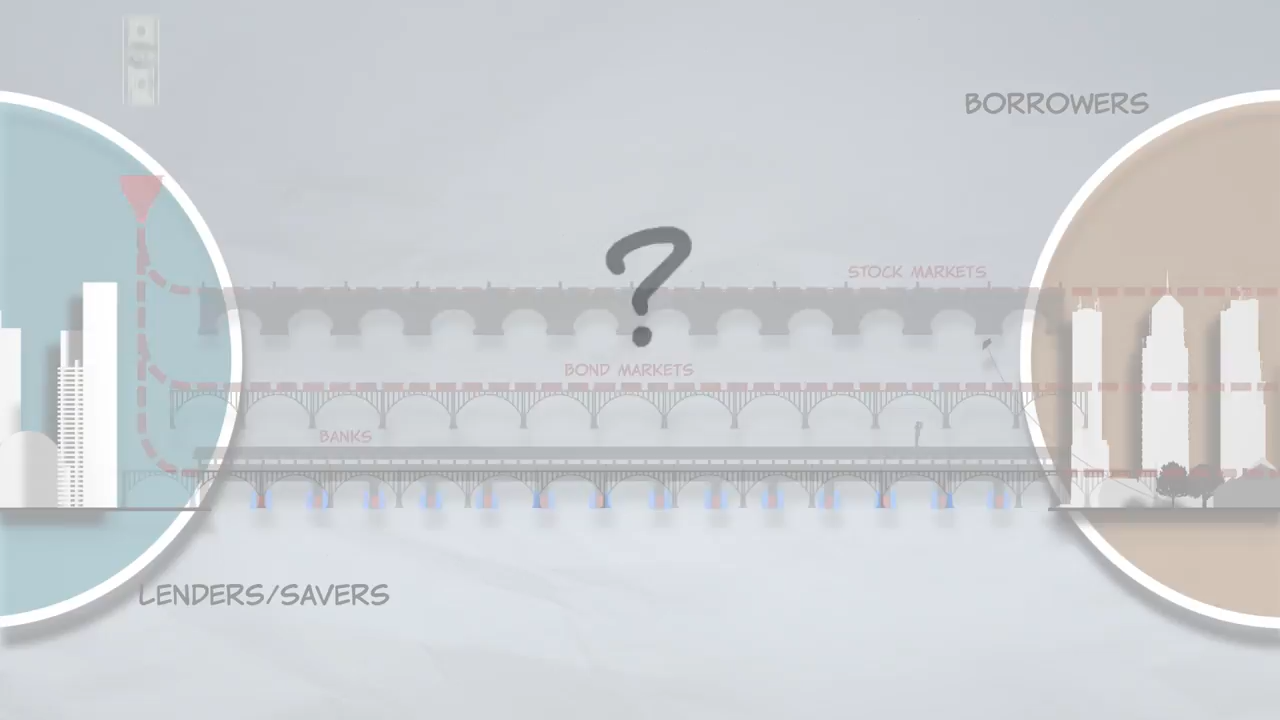 BORROWERS
?
STOCK MARKETS
BOND MARKETS
BANKS
LENDERS/SAVERS